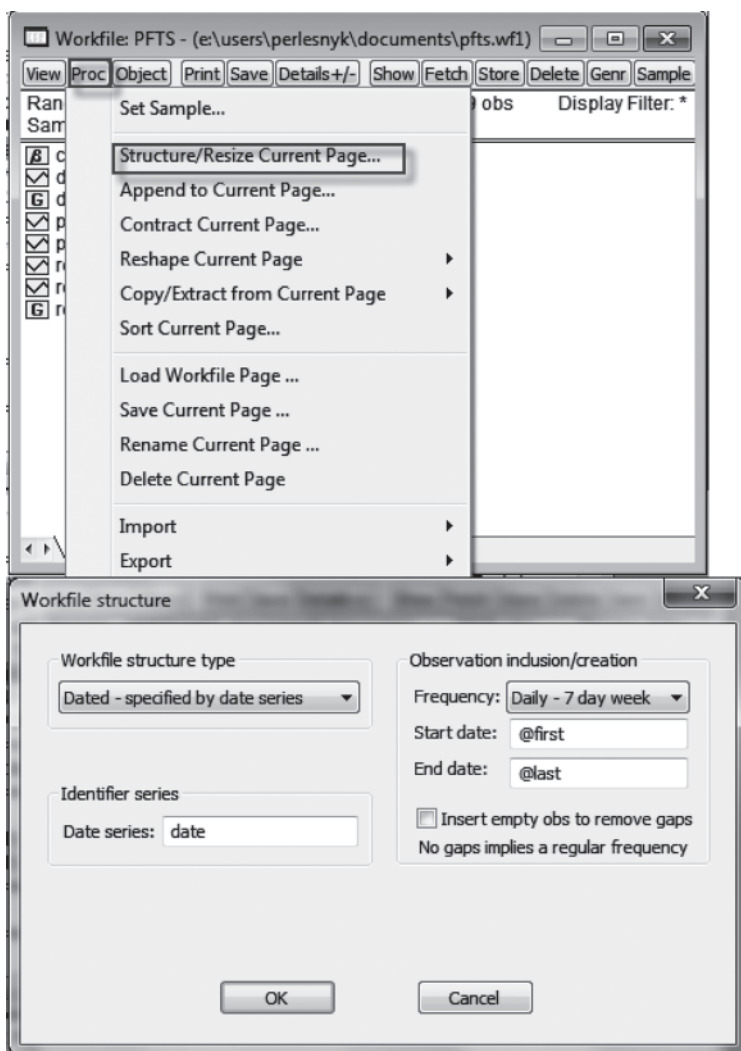 Workfile: PFTS - (e:\users\perlesnyk\documents\pfts.wf1)
View Proc Object Print Save Details+/- Show Fetch Store Delete Genr Sample
Ran obs Display Filter: *
Sam
Set Sample...
Structure/Resize Current Page...
Append to Current Page...
Contract Current Page...
Reshape Current Page
Copy/Extract from Current Page
Sort Current Page...
Load Workfile Page ...
Save Current Page ...
Rename Current Page ...
Delete Current Page
Import
Export
β c
d
G d
p
p
re
re
G re
Workfile structure
Workfile structure type
Dated - specified by date series
Identifier series
Date series: date
Observation inclusion/creation
Frequency: Daily - 7 day week
Start date: @first
End date: @last
Insert empty obs to remove gaps
No gaps implies a regular frequency
OK Cancel